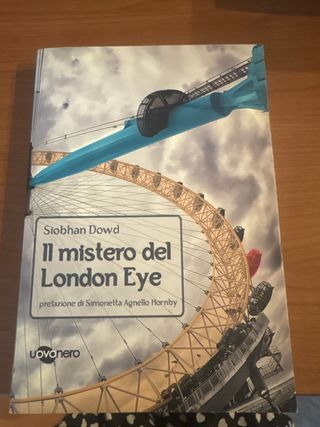 Siobhan Dowd
Il mistero del
London Eye
prefazione di Simonetta Agnello Hornby
uovonero